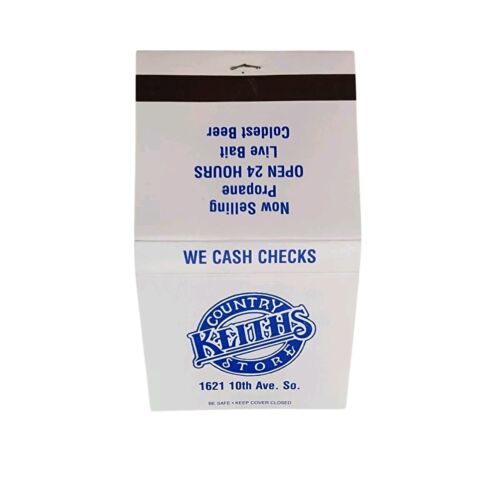 Now Selling
Propane
OPEN 24 HOURS
Live Bait
Coldest Beer
WE CASH CHECKS
COUNTRY
KEITHS
STORE
1621 10th Ave. So.
BE SAFE • KEEP COVER CLOSED